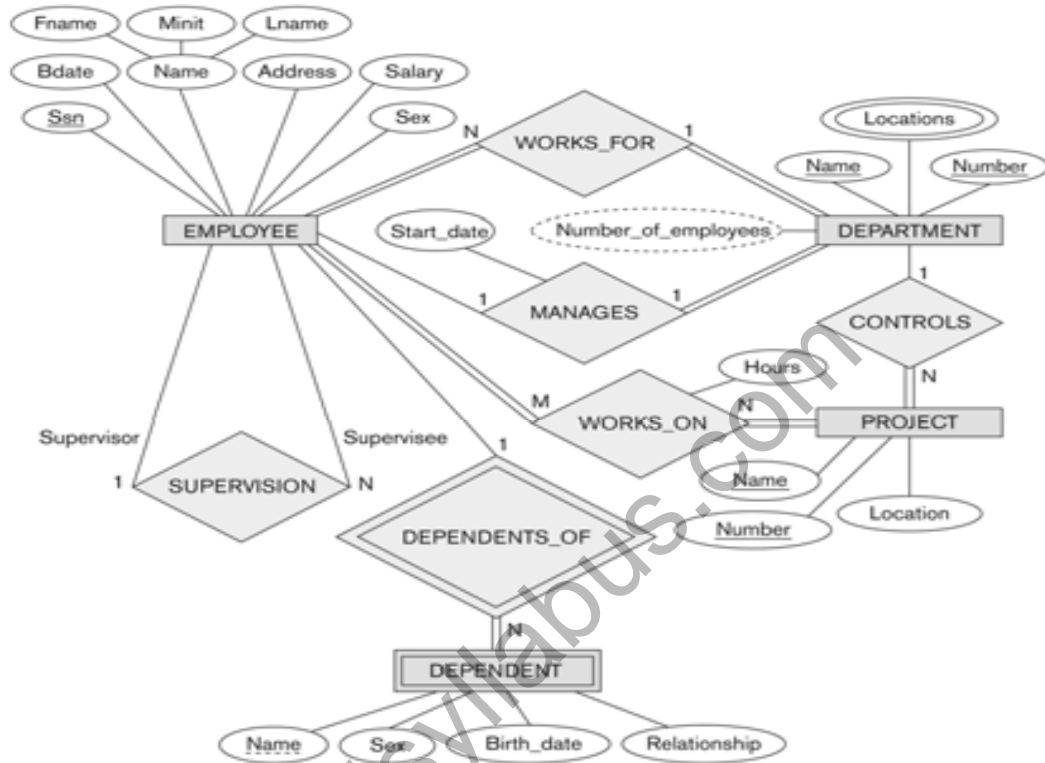 Fname Minit Lname
Bdate Name Address Salary
Ssn Sex
N WORKS_FOR 1
Locations
Name Number
EMPLOYEE
Start_date
Number_of_employees
DEPARTMENT
1 MANAGES 1
1
CONTROLS
N
Hours
M WORKS_ON N
PROJECT
Name
Number
Location
Supervisor Supervisee
1 SUPERVISION N
1
DEPENDENTS_OF
N
DEPENDENT
Name Sex Birth_date Relationship
syllabus.com